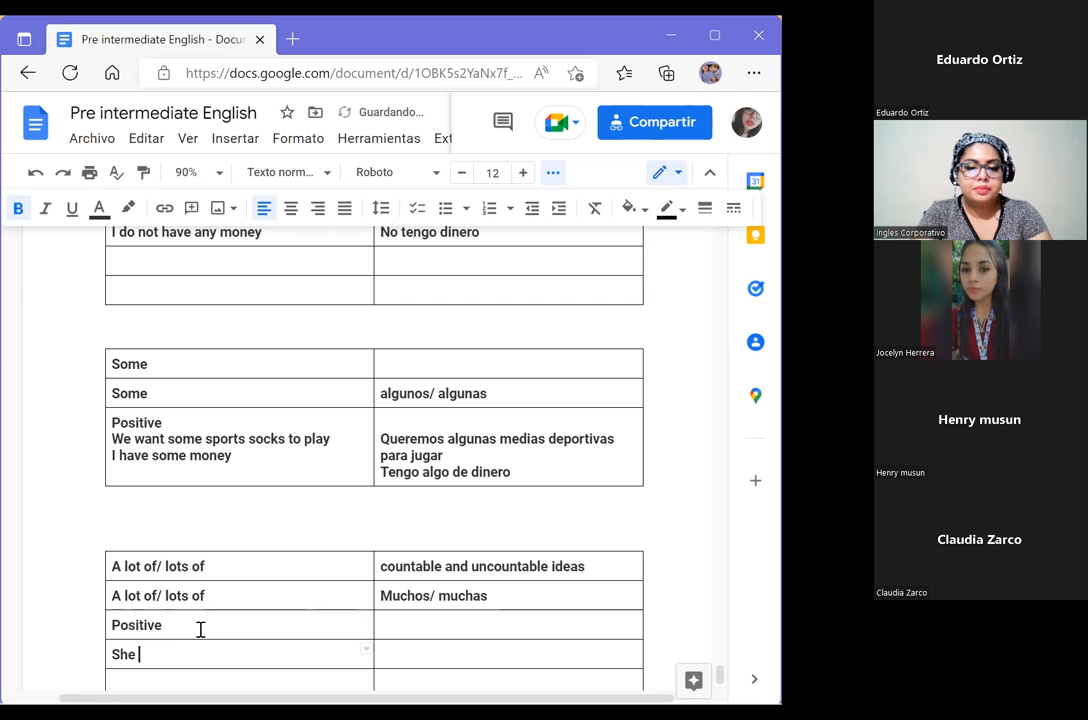 Pre intermediate English - Docur
https://docs.google.com/document/d/1OBK5s2YaNx7f_...
Pre intermediate English
Guardando...
Compartir
Archivo Editar Ver Insertar Formato Herramientas Ext
90% Texto norm... Roboto 12
I do not have any money No tengo dinero
Some
Some algunos/ algunas
Positive
We want some sports socks to play
I have some money
Queremos algunas medias deportivas
para jugar
Tengo algo de dinero
A lot of/ lots of countable and uncountable ideas
A lot of/ lots of Muchos/ muchas
Positive
She
Eduardo Ortiz
Eduardo Ortiz
Ingles Corporativo
Jocelyn Herrera
Henry musun
Henry musun
Claudia Zarco
Claudia Zarco